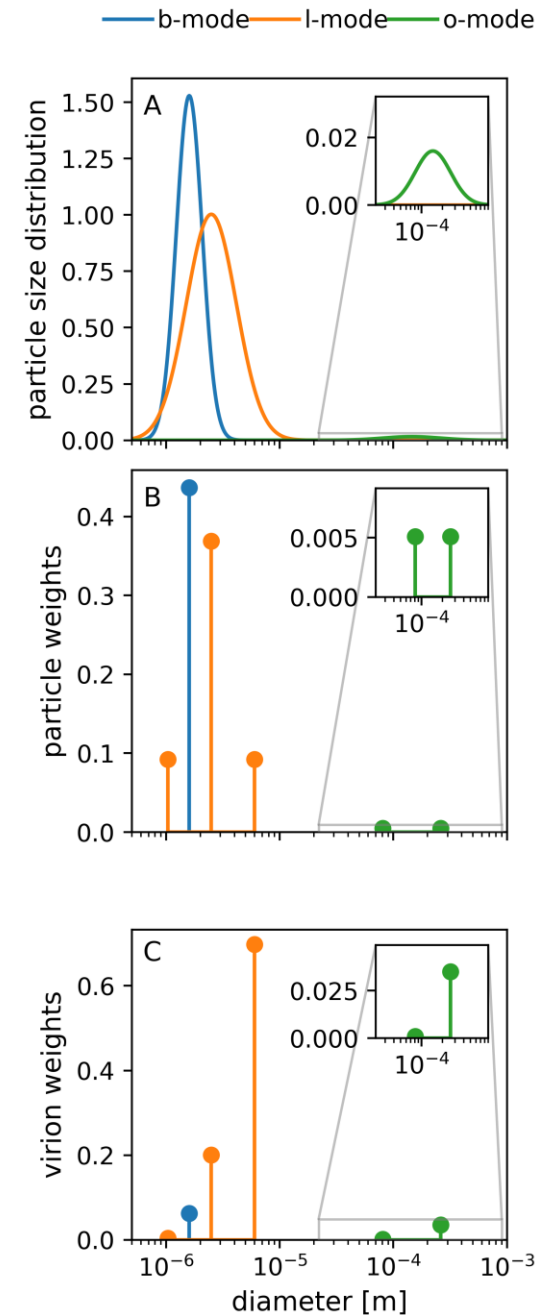 b-mode l-mode o-mode
A
particle size distribution
1.50
1.25
1.00
0.75
0.50
0.25
0.00
0.02
0.00
10⁻⁴
B
particle weights
0.4
0.3
0.2
0.1
0.0
0.005
0.000
10⁻⁴
C
virion weights
0.6
0.4
0.2
0.0
0.025
0.000
10⁻⁴
10⁻⁶ 10⁻⁵ 10⁻⁴ 10⁻³
diameter [m]